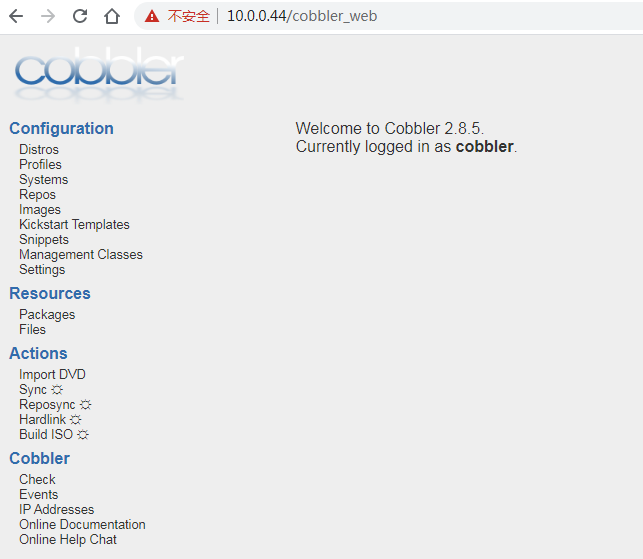 不安全 | 10.0.0.44/cobbler_web
cobbler
Configuration
Distros
Profiles
Systems
Repos
Images
Kickstart Templates
Snippets
Management Classes
Settings
Resources
Packages
Files
Actions
Import DVD
Sync ⛭
Reposync ⛭
Hardlink ⛭
Build ISO ⛭
Cobbler
Check
Events
IP Addresses
Online Documentation
Online Help Chat
Welcome to Cobbler 2.8.5.
Currently logged in as cobbler.